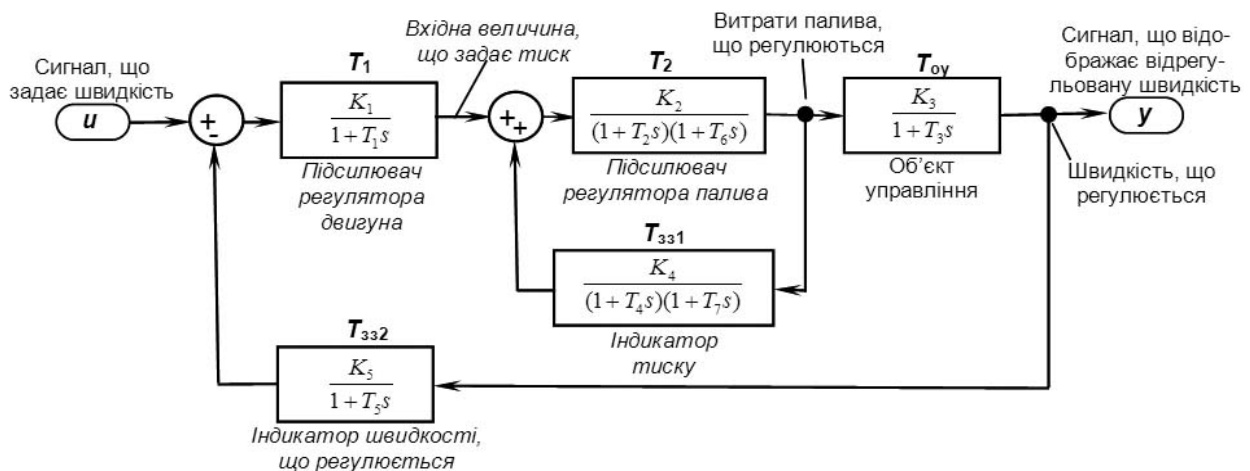 Сигнал, що
задає швидкість
u
+
-
T1
K1
1+T1s
Підсилювач
регулятора
двигуна
Вхідна величина,
що задає тиск
+ +
T2
K2
(1+T2s)(1+T6s)
Підсилювач
регулятора палива
Витрати палива,
що регулюються
Tоу
K3
1+T3s
Об'єкт
управління
Сигнал, що відо-
бражає відрегу-
льовану швидкість
y
Швидкість, що
регулюється
Tзз1
K4
(1+T4s)(1+T7s)
Індикатор
тиску
Tзз2
K5
1+T5s
Індикатор швидкості,
що регулюється